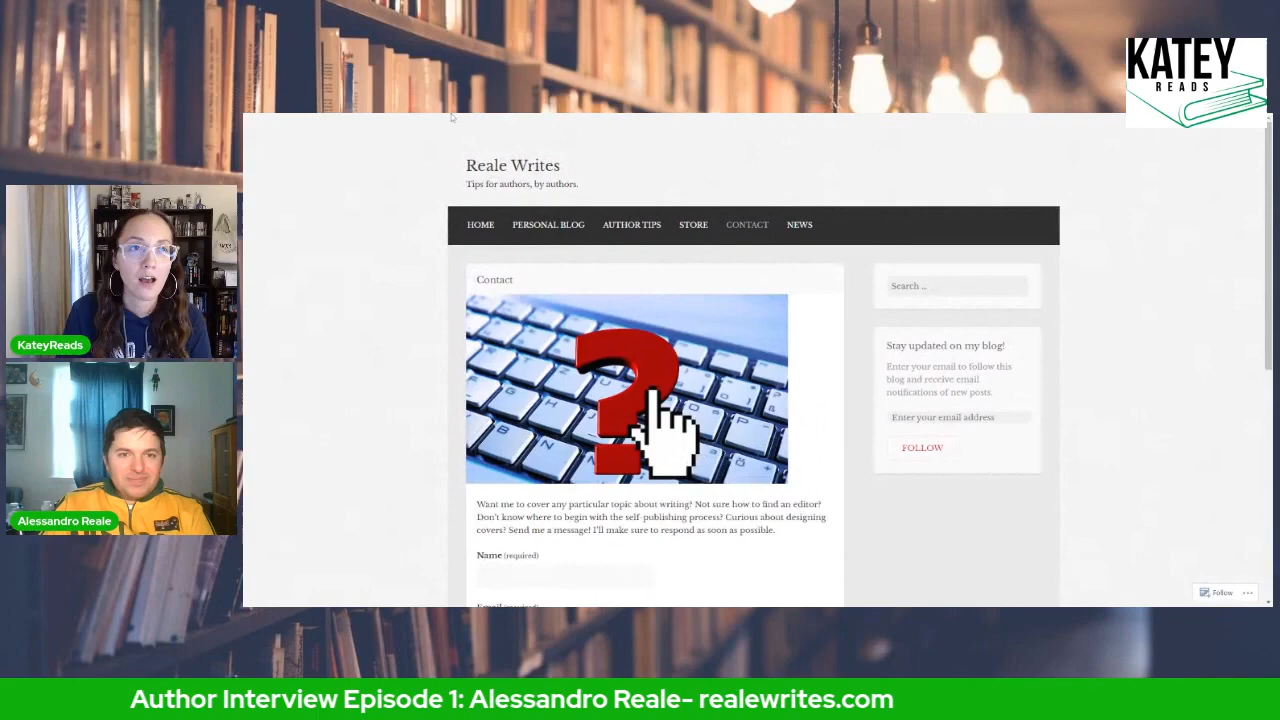 KATEY
READS
Reale Writes
Tips for authors, by authors.
HOME PERSONAL BLOG AUTHOR TIPS STORE CONTACT NEWS
Contact
Search ...
Stay updated on my blog!
Enter your email to follow this
blog and receive email
notifications of new posts.
Enter your email address
FOLLOW
Want me to cover any particular topic about writing? Not sure how to find an editor?
Don't know where to begin with the self-publishing process? Curious about designing
covers? Send me a message! I'll make sure to respond as soon as possible.
Name (required)
Email (required)
Follow
KateyReads
Alessandro Reale
Author Interview Episode 1: Alessandro Reale- realewrites.com